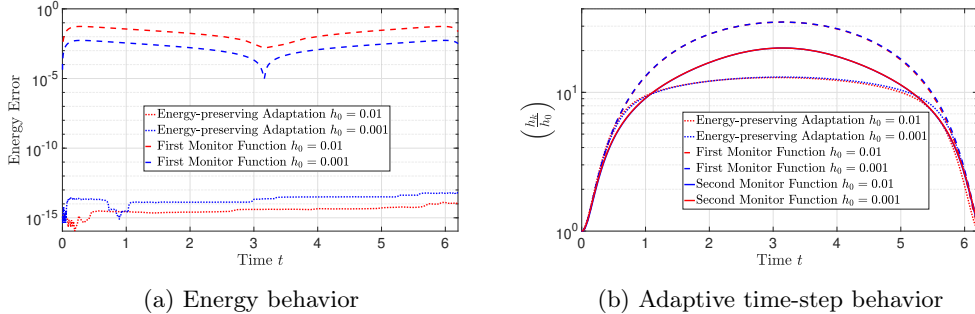 10^0
10^-5
10^-10
10^-15
Energy Error
Energy-preserving Adaptation h_0 = 0.01
Energy-preserving Adaptation h_0 = 0.001
First Monitor Function h_0 = 0.01
First Monitor Function h_0 = 0.001
0 1 2 3 4 5 6
Time t
(a) Energy behavior
10^1
10^0
(h_k/h_0)
Energy-preserving Adaptation h_0 = 0.01
Energy-preserving Adaptation h_0 = 0.001
First Monitor Function h_0 = 0.01
First Monitor Function h_0 = 0.001
Second Monitor Function h_0 = 0.01
Second Monitor Function h_0 = 0.001
0 1 2 3 4 5 6
Time t
(b) Adaptive time-step behavior